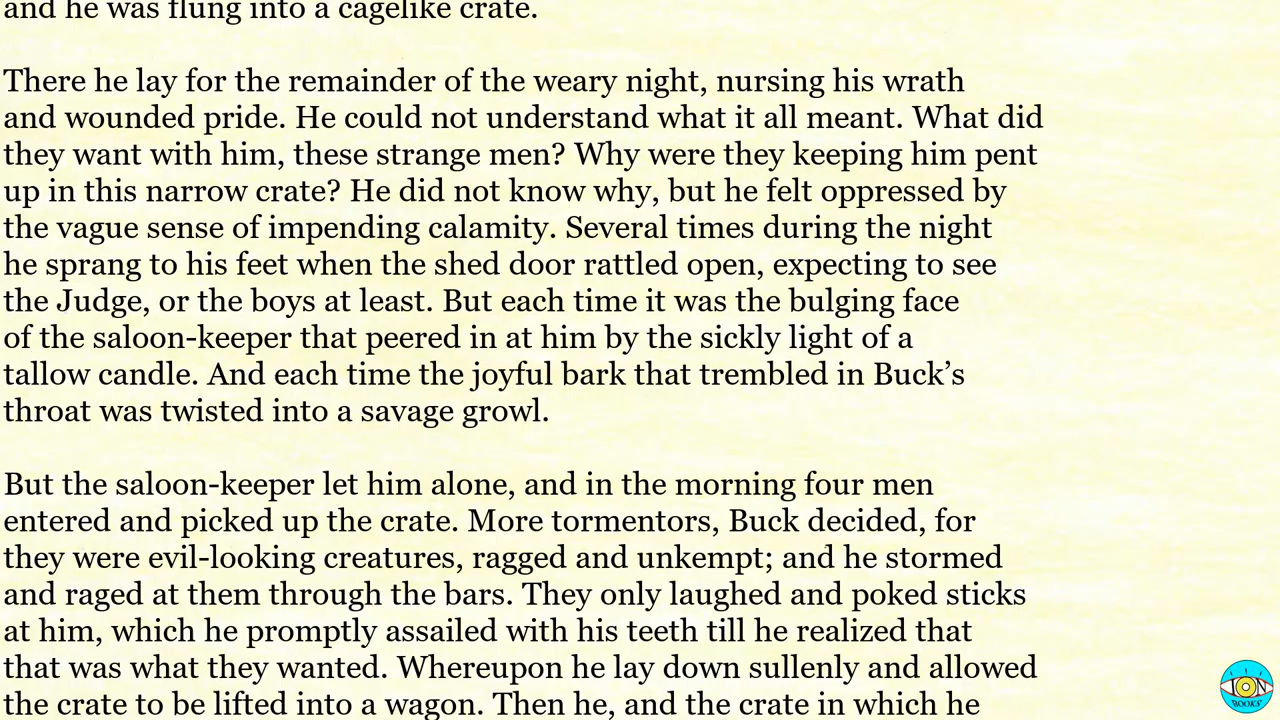 and he was flung into a cagelike crate.
There he lay for the remainder of the weary night, nursing his wrath
and wounded pride. He could not understand what it all meant. What did
they want with him, these strange men? Why were they keeping him pent
up in this narrow crate? He did not know why, but he felt oppressed by
the vague sense of impending calamity. Several times during the night
he sprang to his feet when the shed door rattled open, expecting to see
the Judge, or the boys at least. But each time it was the bulging face
of the saloon-keeper that peered in at him by the sickly light of a
tallow candle. And each time the joyful bark that trembled in Buck’s
throat was twisted into a savage growl.
But the saloon-keeper let him alone, and in the morning four men
entered and picked up the crate. More tormentors, Buck decided, for
they were evil-looking creatures, ragged and unkempt; and he stormed
and raged at them through the bars. They only laughed and poked sticks
at him, which he promptly assailed with his teeth till he realized that
that was what they wanted. Whereupon he lay down sullenly and allowed
the crate to be lifted into a wagon. Then he, and the crate in which he
ION
BOOKS